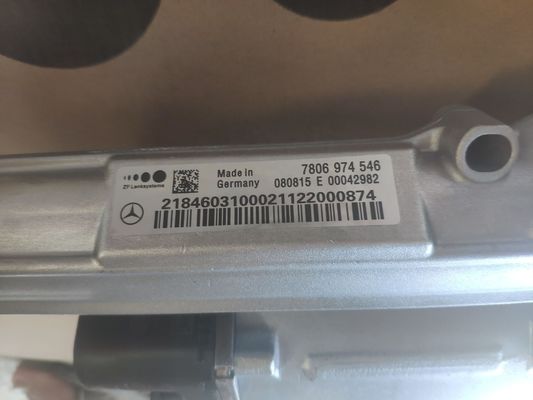 ZF Lenksysteme
Made in
Germany
7806 974 546
080815 E 00042982
2184603100021122000874